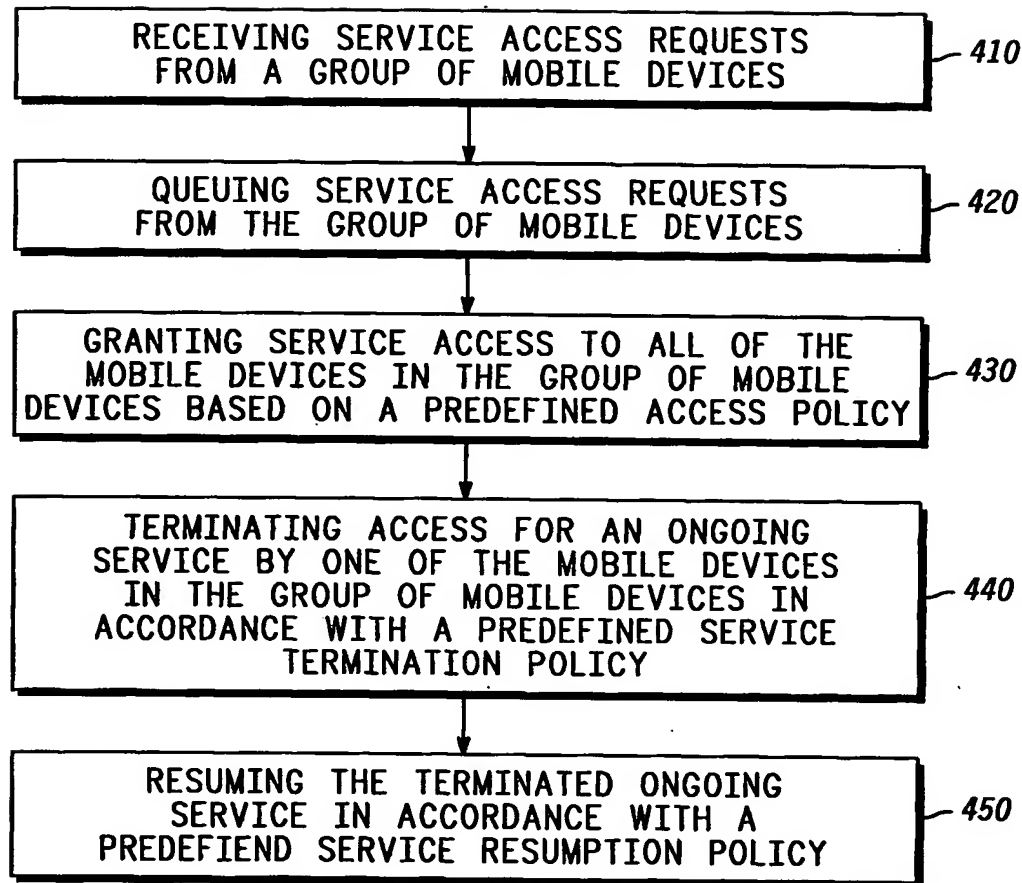 RECEIVING SERVICE ACCESS REQUESTS
FROM A GROUP OF MOBILE DEVICES
410
QUEUING SERVICE ACCESS REQUESTS
FROM THE GROUP OF MOBILE DEVICES
420
GRANTING SERVICE ACCESS TO ALL OF THE
MOBILE DEVICES IN THE GROUP OF MOBILE
DEVICES BASED ON A PREDEFINED ACCESS POLICY
430
TERMINATING ACCESS FOR AN ONGOING
SERVICE BY ONE OF THE MOBILE DEVICES
IN THE GROUP OF MOBILE DEVICES IN
ACCORDANCE WITH A PREDEFINED SERVICE
TERMINATION POLICY
440
RESUMING THE TERMINATED ONGOING
SERVICE IN ACCORDANCE WITH A
PREDEFIEND SERVICE RESUMPTION POLICY
450